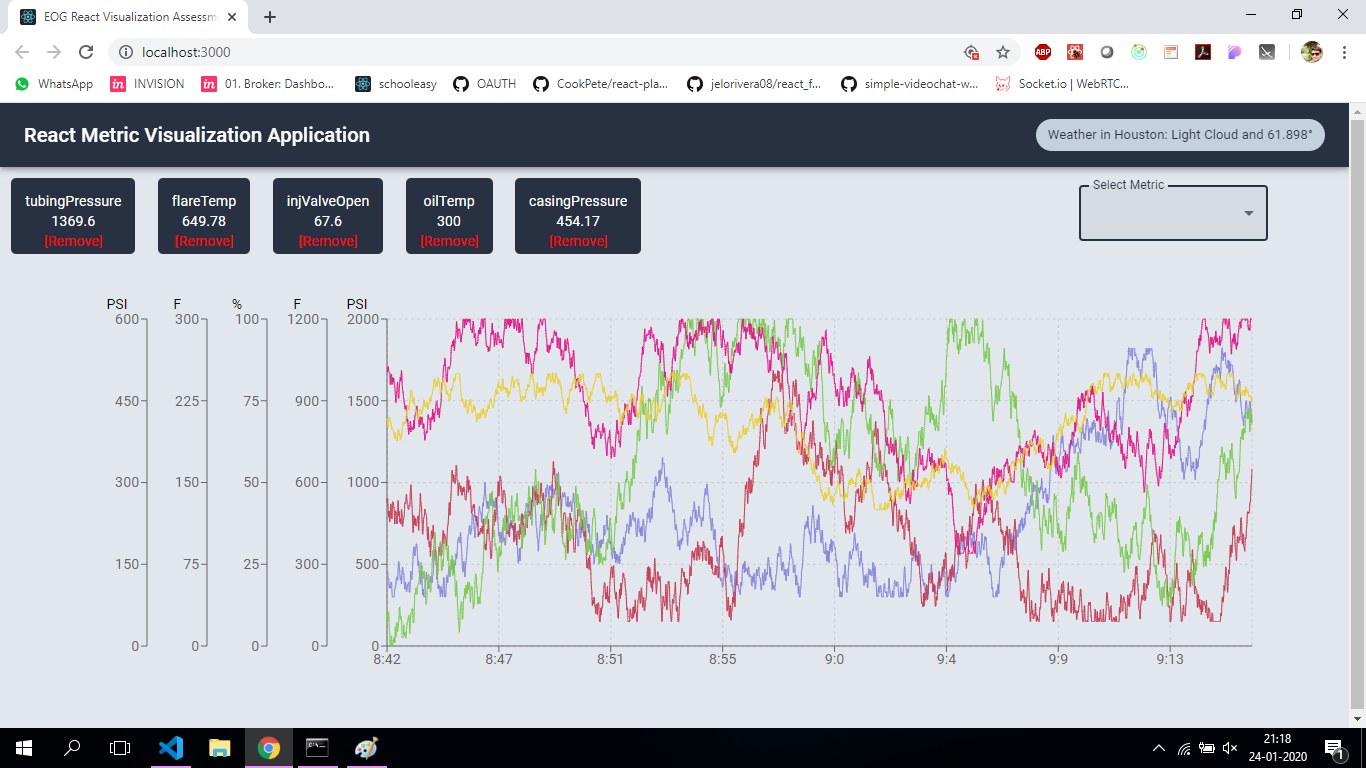 EOG React Visualization Assessm
localhost:3000
ABP
WhatsApp
in INVISION
in 01. Broker: Dashbo...
schooleasy
OAUTH
CookPete/react-pla...
jelorivera08/react_f...
simple-videochat-w...
Socket.io | WebRTC...
React Metric Visualization Application
Weather in Houston: Light Cloud and 61.898°
tubingPressure
1369.6
[Remove]
flareTemp
649.78
[Remove]
injValveOpen
67.6
[Remove]
oilTemp
300
[Remove]
casingPressure
454.17
[Remove]
Select Metric
PSI
600
450
300
150
0
F
300
225
150
75
0
%
100
75
50
25
0
F
1200
900
600
300
0
PSI
2000
1500
1000
500
0
8:42
8:47
8:51
8:55
9:0
9:4
9:9
9:13
21:18
24-01-2020
1